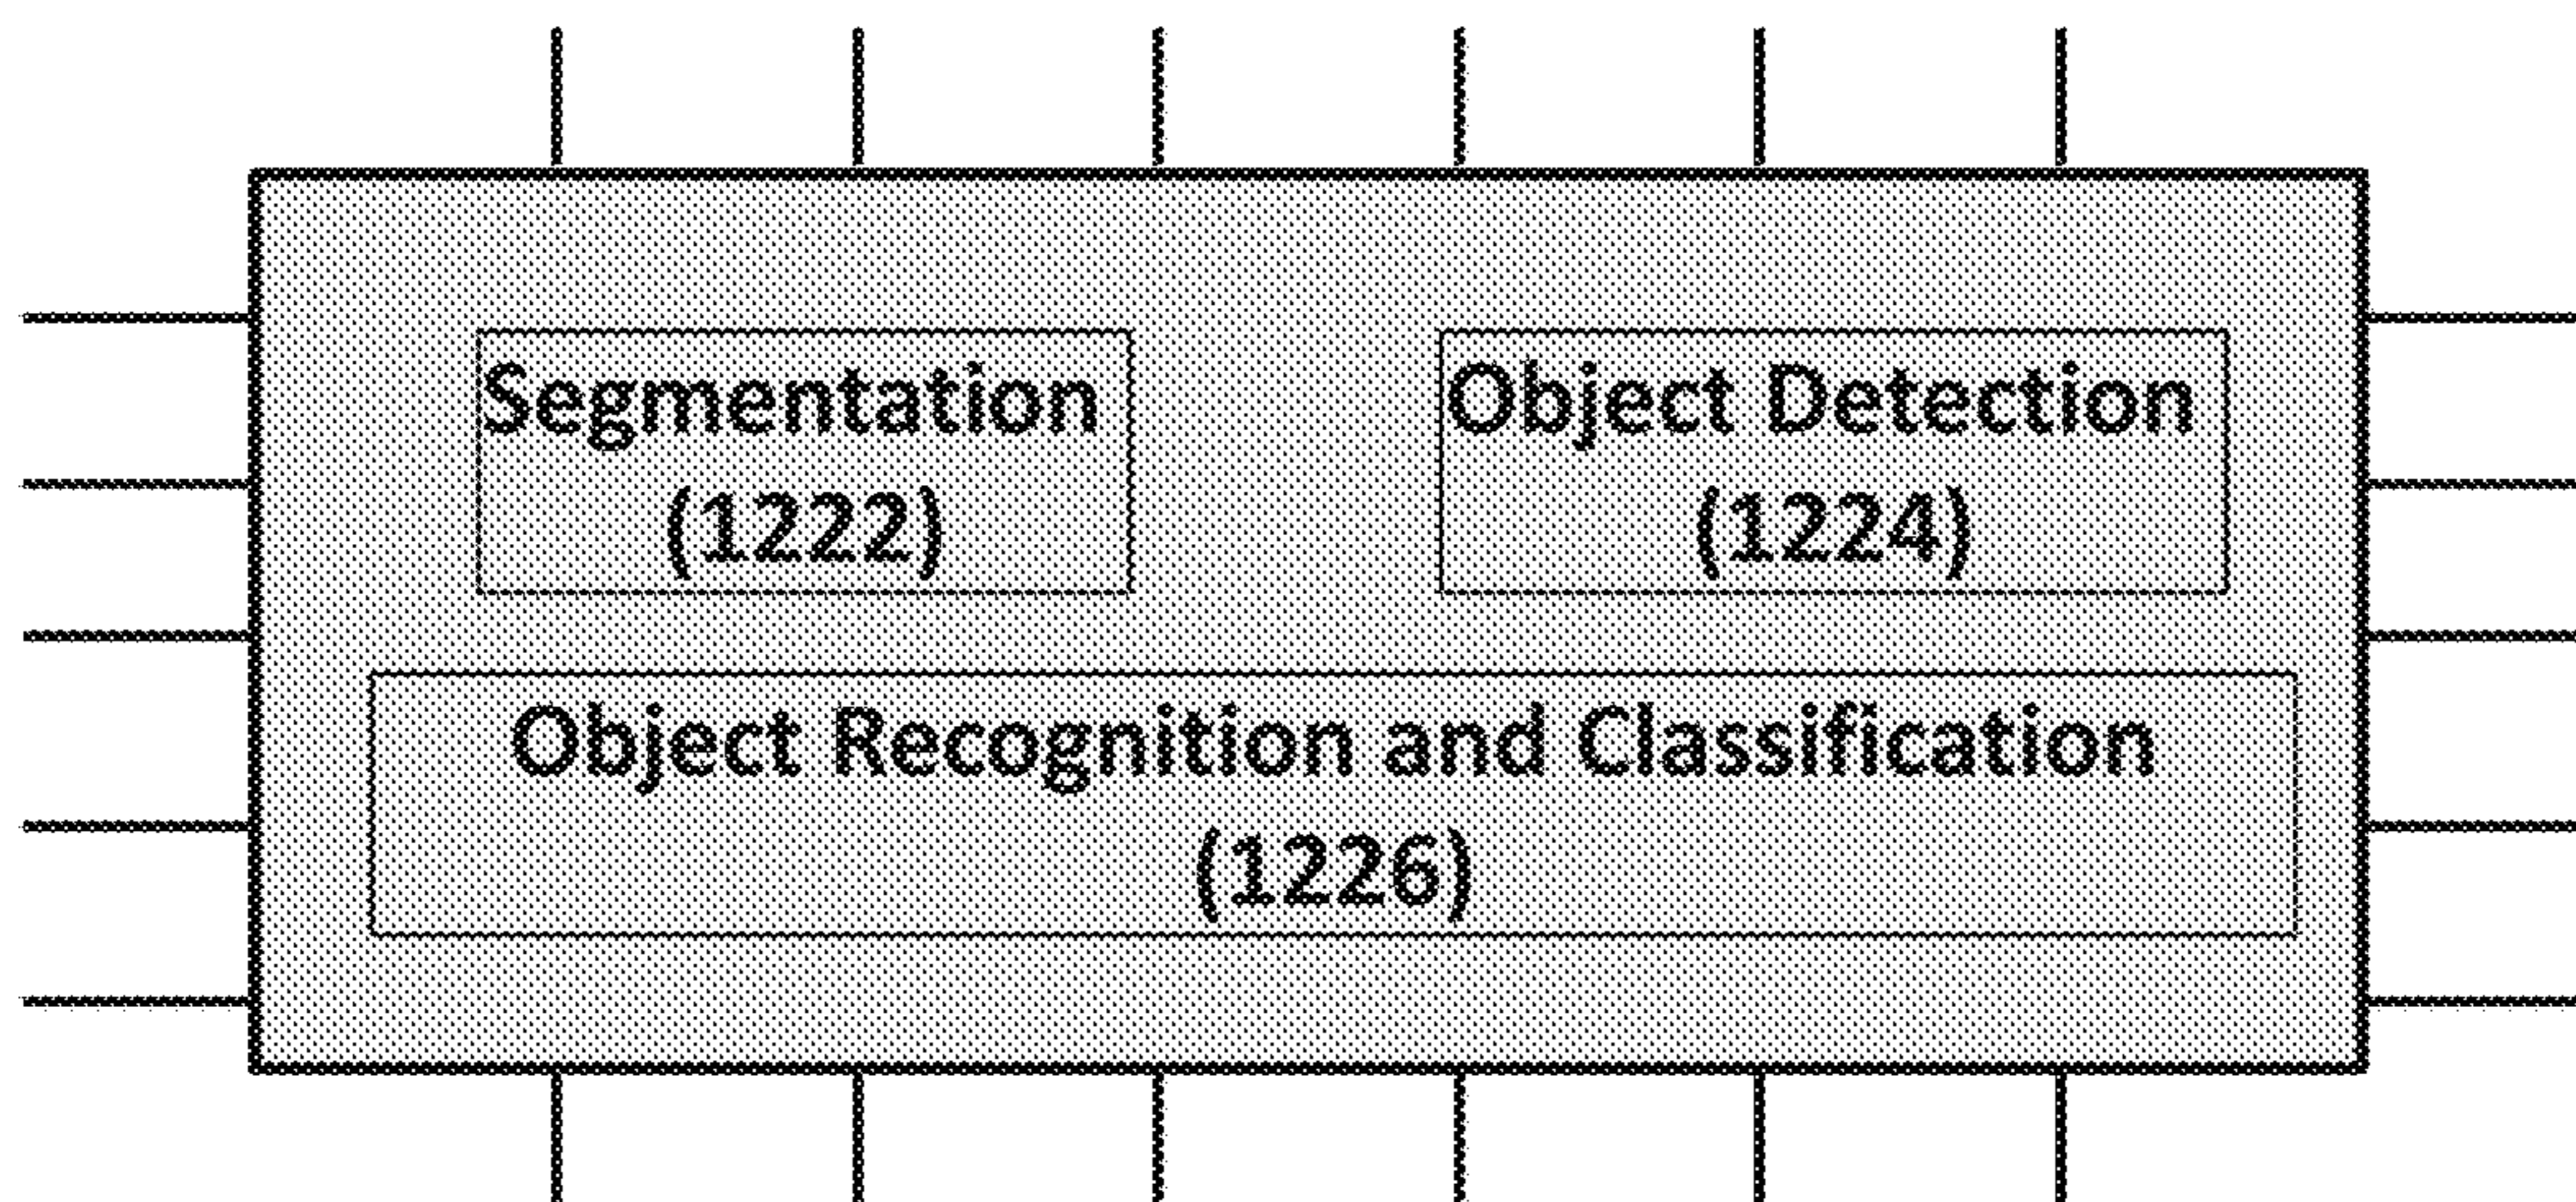 Segmentation
(1222)
Object Detection
(1224)
Object Recognition and Classification
(1226)